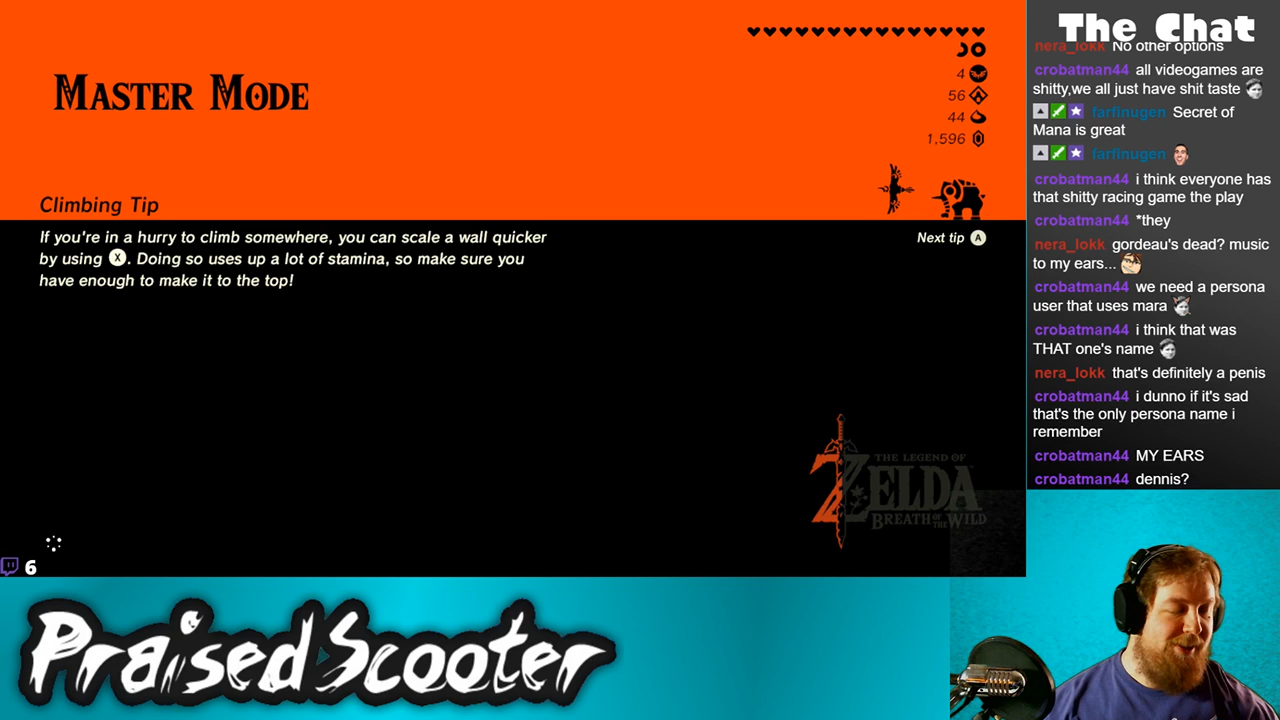 Master Mode
4
56
44
1,596
Climbing Tip
If you're in a hurry to climb somewhere, you can scale a wall quicker
by using X. Doing so uses up a lot of stamina, so make sure you
have enough to make it to the top!
Next tip A
THE LEGEND OF
ZELDA
BREATH OF THE WILD
6
PraisedScooter
The Chat
nera_lokk No other options
crobatman44 all videogames are
shitty,we all just have shit taste
farfinugen Secret of
Mana is great
farfinugen
crobatman44 i think everyone has
that shitty racing game the play
crobatman44 *they
nera_lokk gordeau's dead? music
to my ears...
crobatman44 we need a persona
user that uses mara
crobatman44 i think that was
THAT one's name
nera_lokk that's definitely a penis
crobatman44 i dunno if it's sad
that's the only persona name i
remember
crobatman44 MY EARS
crobatman44 dennis?